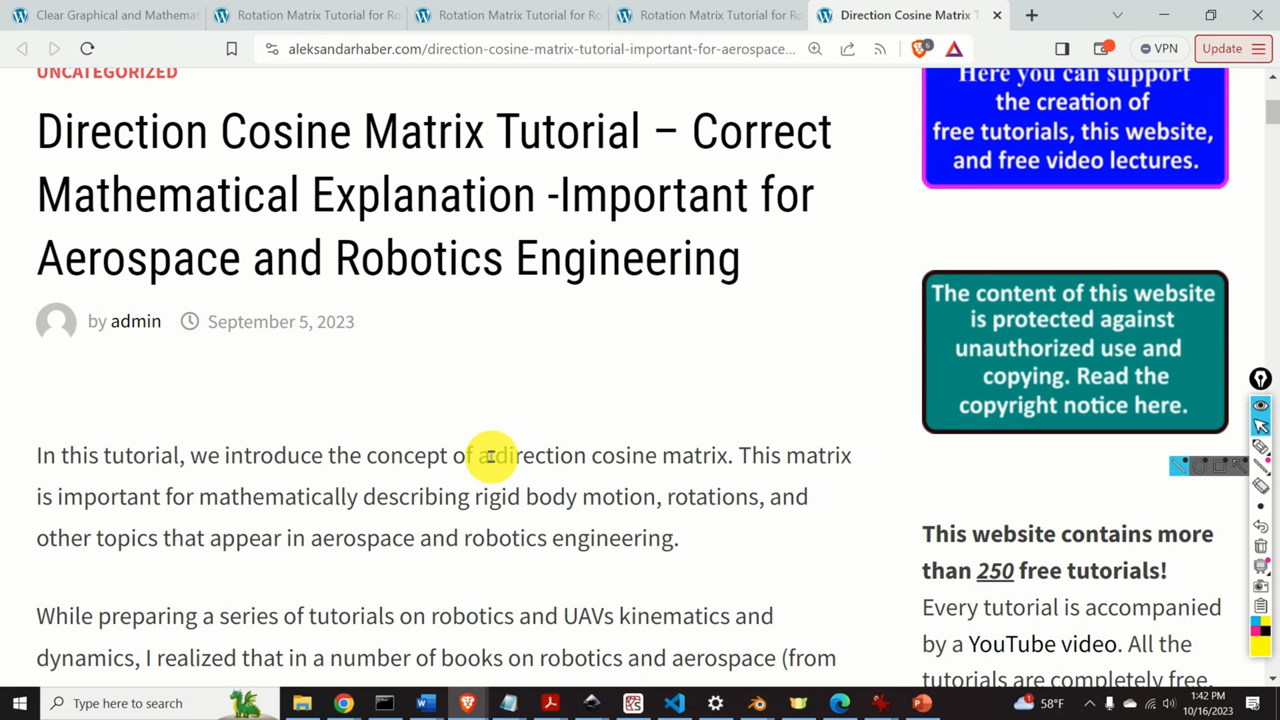 Clear Graphical and Mathemat
Rotation Matrix Tutorial for Ro
Rotation Matrix Tutorial for Ro
Rotation Matrix Tutorial for Ro
Direction Cosine Matrix T
aleksandarhaber.com/direction-cosine-matrix-tutorial-important-for-aerospace...
6
VPN
Update
UNCATEGORIZED
Direction Cosine Matrix Tutorial – Correct
Mathematical Explanation -Important for
Aerospace and Robotics Engineering
by admin September 5, 2023
In this tutorial, we introduce the concept of a direction cosine matrix. This matrix
is important for mathematically describing rigid body motion, rotations, and
other topics that appear in aerospace and robotics engineering.
While preparing a series of tutorials on robotics and UAVs kinematics and
dynamics, I realized that in a number of books on robotics and aerospace (from
Here you can support
the creation of
free tutorials, this website,
and free video lectures.
The content of this website
is protected against
unauthorized use and
copying. Read the
copyright notice here.
This website contains more
than 250 free tutorials!
Every tutorial is accompanied
by a YouTube video. All the
tutorials are completely free.
Type here to search
1
58°F
1:42 PM
10/16/2023